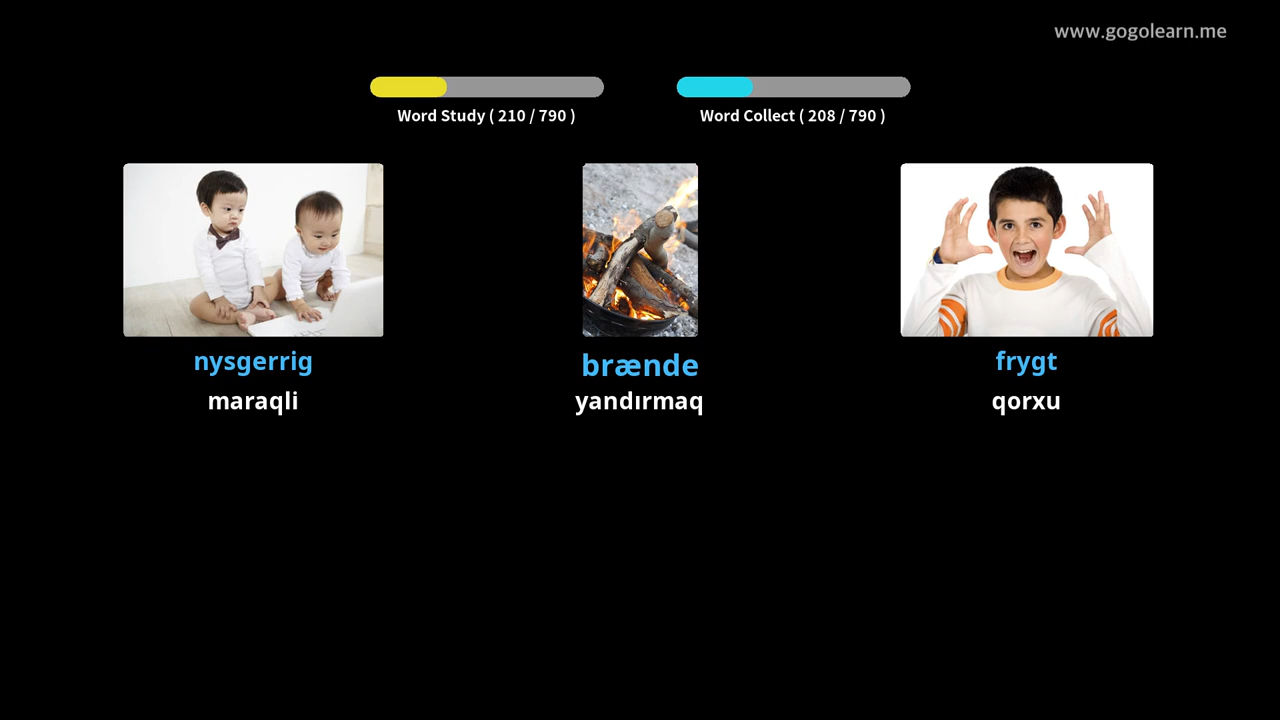 www.gogolearn.me
Word Study ( 210 / 790 )
Word Collect ( 208 / 790 )
nysgerrig
maraqli
brænde
yandırmaq
frygt
qorxu